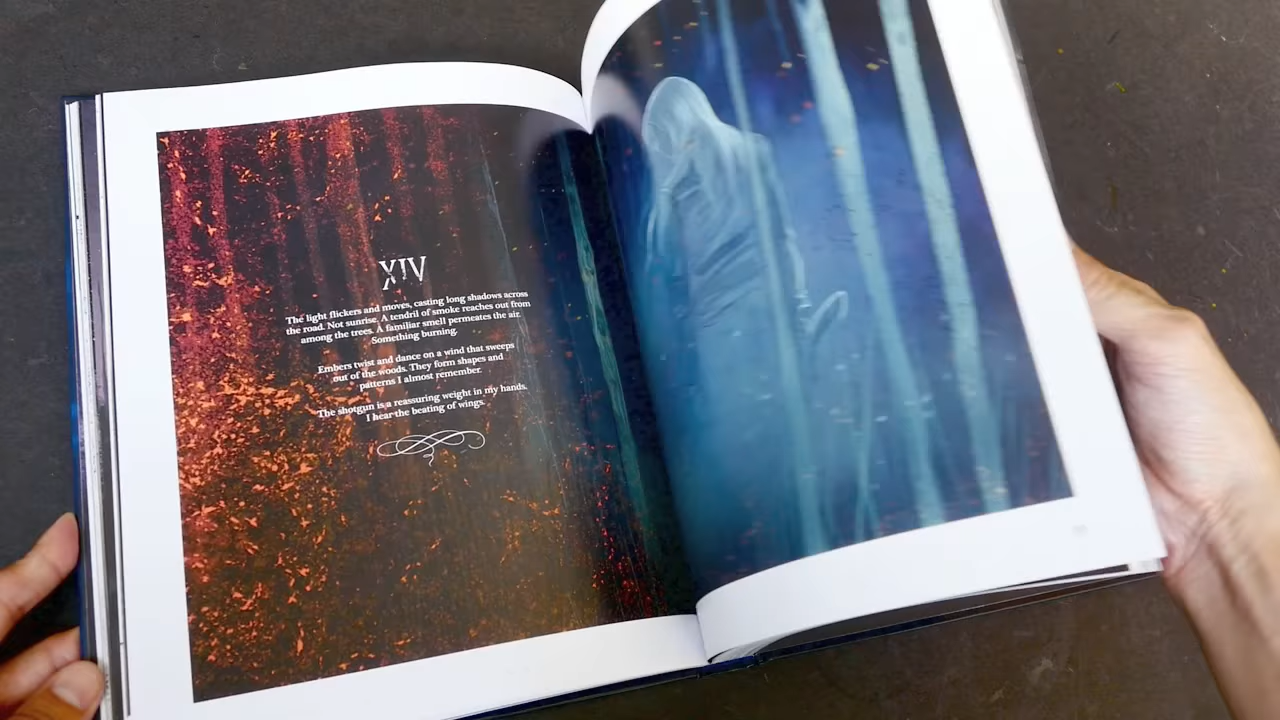 XIV
The light flickers and moves, casting long shadows across
the road. Not sunrise. A tendril of smoke reaches out from
among the trees. A familiar smell permeates the air.
Something burning.
Embers twist and dance on a wind that sweeps
out of the woods. They form shapes and
patterns I almost remember.
The shotgun is a reassuring weight in my hands.
I hear the beating of wings.